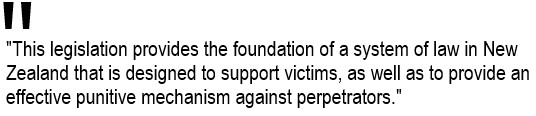 "
"This legislation provides the foundation of a system of law in New
Zealand that is designed to support victims, as well as to provide an
effective punitive mechanism against perpetrators."